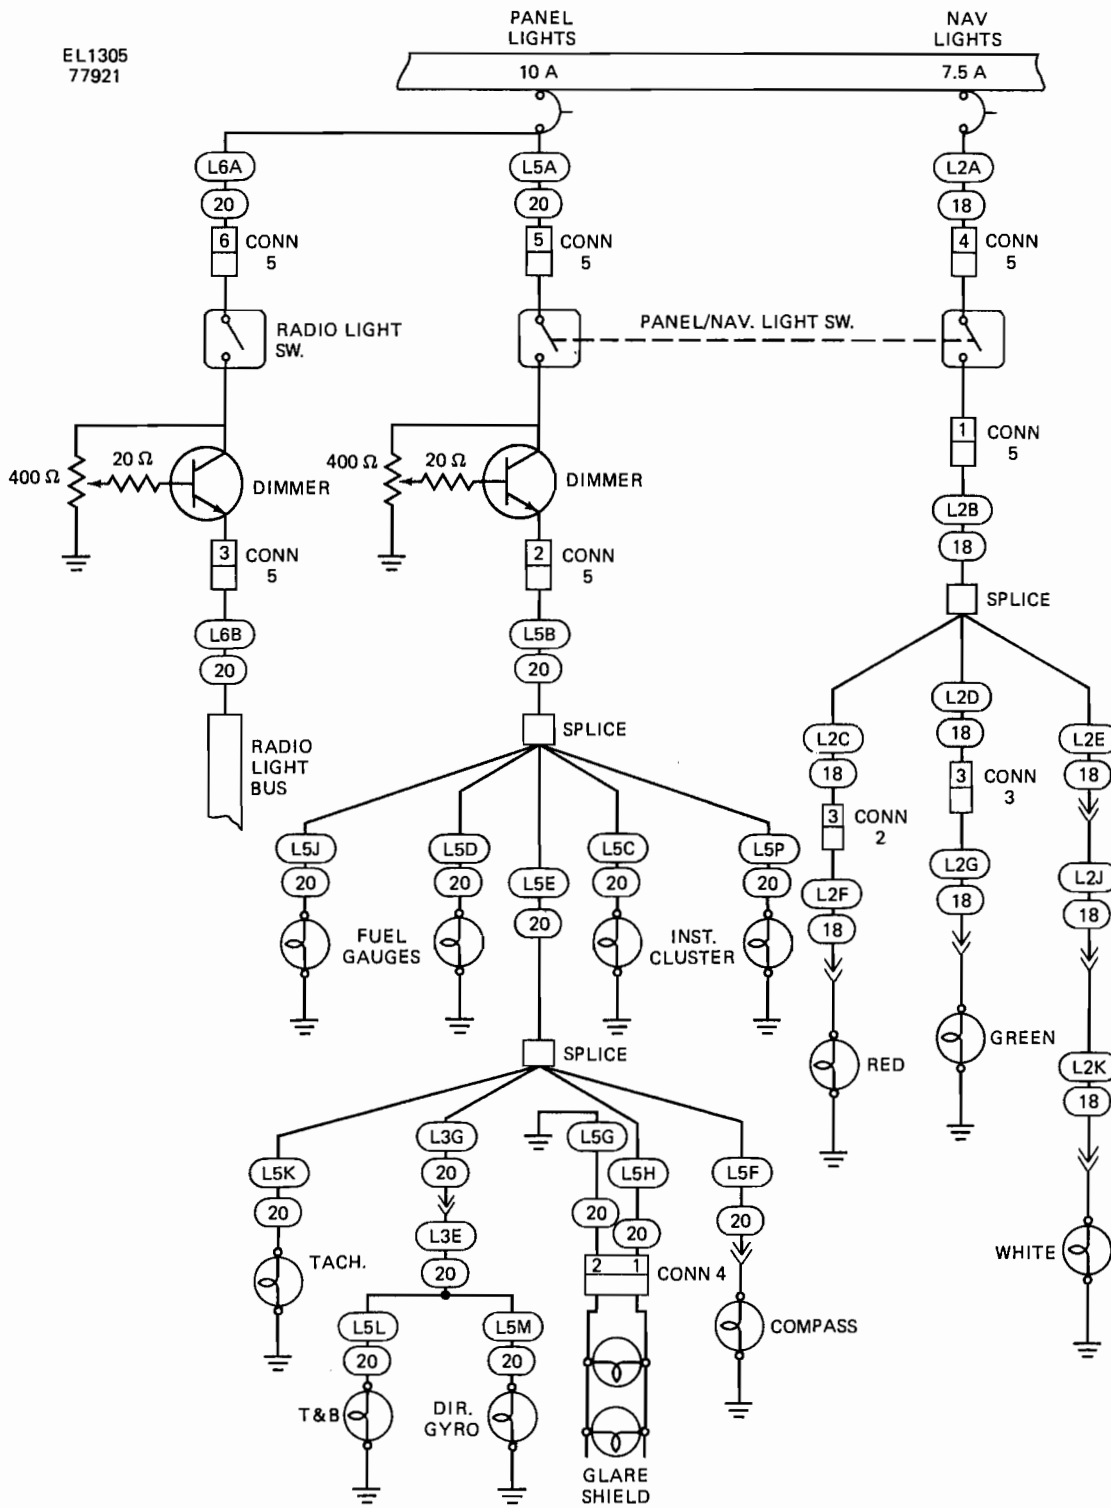 PANEL
LIGHTS
NAV
LIGHTS
EL1305
77921
10 A
7.5 A
L6A
L5A
L2A
20
20
18
6
CONN
5
5
CONN
5
4
CONN
5
RADIO LIGHT
SW.
PANEL/NAV. LIGHT SW.
1
CONN
5
400 Ω
20 Ω
DIMMER
400 Ω
20 Ω
DIMMER
L2B
18
3
CONN
5
2
CONN
5
SPLICE
L6B
20
L5B
20
RADIO
LIGHT
BUS
SPLICE
L2C
18
L2D
18
L2E
18
3
CONN
2
3
CONN
3
L5J
20
L5D
20
L5E
20
L5C
20
L5P
20
L2F
18
L2G
18
L2J
18
FUEL
GAUGES
INST.
CLUSTER
SPLICE
RED
GREEN
L2K
18
L5K
20
L3G
20
L3E
20
L5G
20
L5H
20
L5F
20
TACH.
2
1
CONN 4
WHITE
L5L
20
L5M
20
COMPASS
T&B
DIR.
GYRO
GLARE
SHIELD